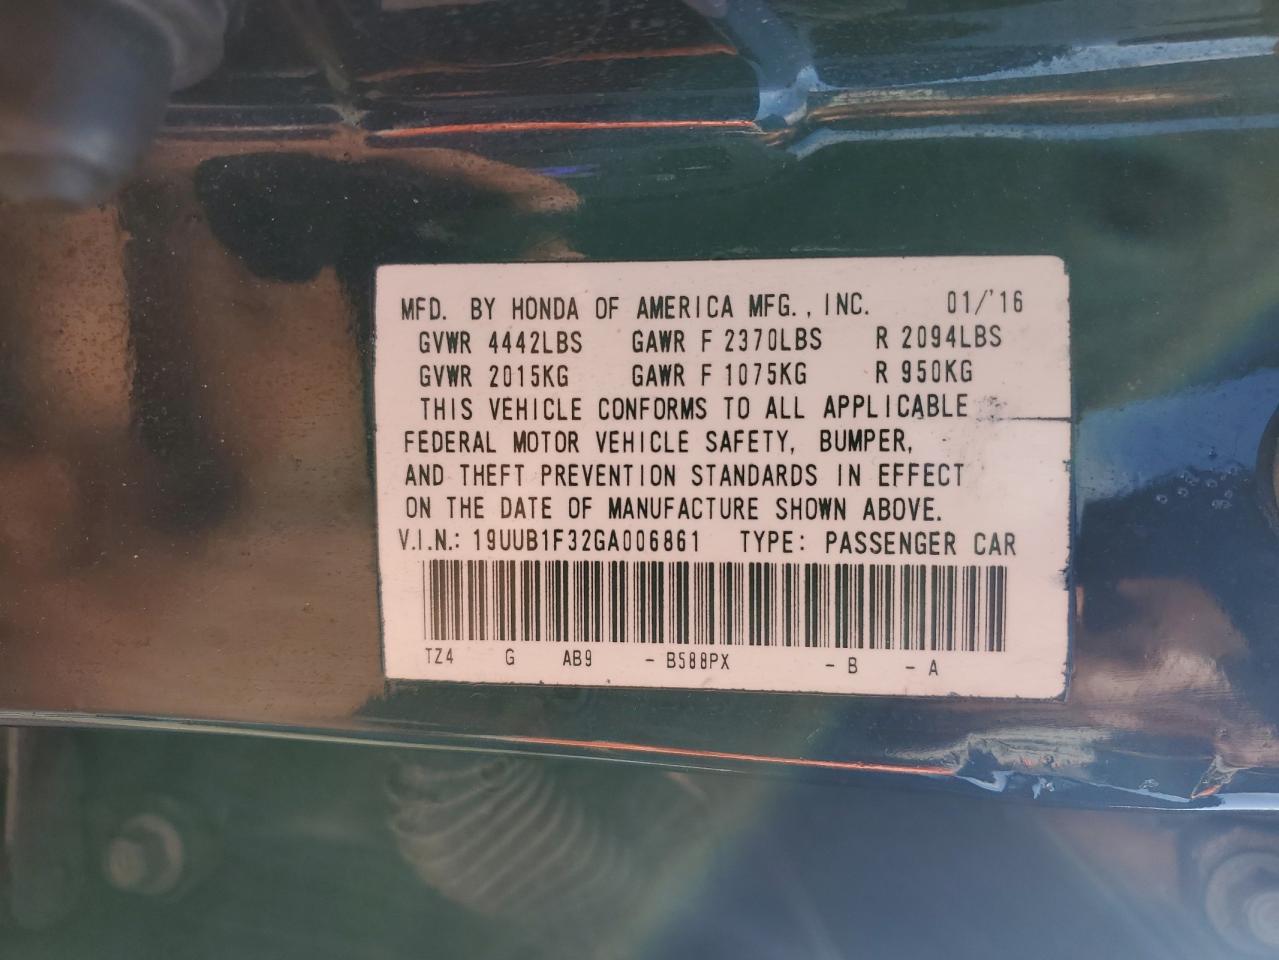 MFD. BY HONDA OF AMERICA MFG., INC. 01/'16
GVWR 4442LBS GAWR F 2370LBS R 2094LBS
GVWR 2015KG GAWR F 1075KG R 950KG
THIS VEHICLE CONFORMS TO ALL APPLICABLE
FEDERAL MOTOR VEHICLE SAFETY, BUMPER,
AND THEFT PREVENTION STANDARDS IN EFFECT
ON THE DATE OF MANUFACTURE SHOWN ABOVE.
V.I.N.: 19UUB1F32GA006861 TYPE: PASSENGER CAR
TZ4 G AB9 - B588PX - B - A